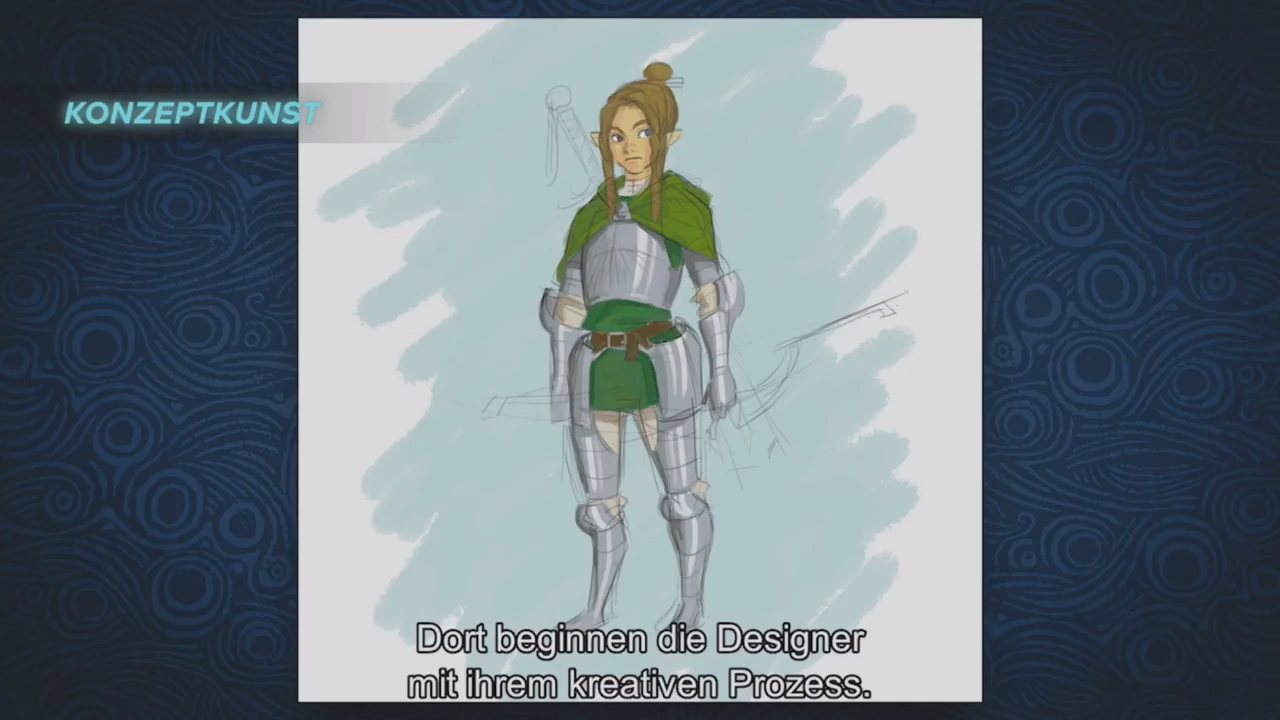 KONZEPTKUNST
Dort beginnen die Designer
mit ihrem kreativen Prozess.